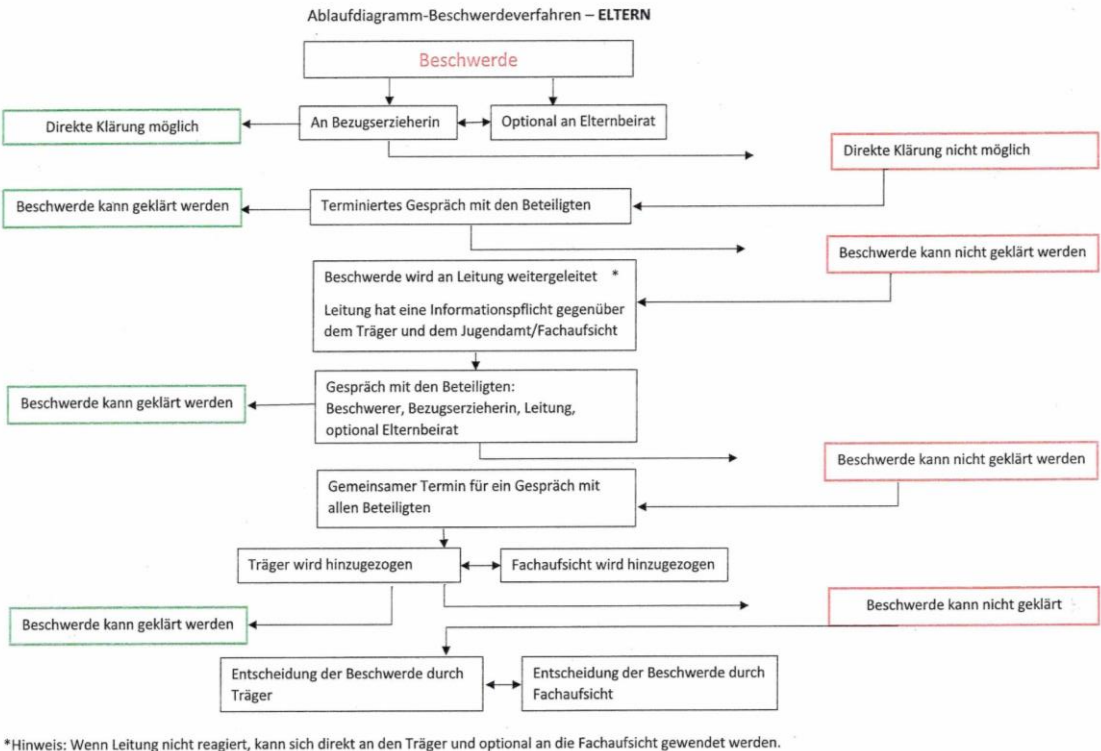 Ablaufdiagramm-Beschwerdeverfahren – ELTERN
Beschwerde
Direkte Klärung möglich
An Bezugserzieherin
Optional an Elternbeirat
Direkte Klärung nicht möglich
Beschwerde kann geklärt werden
Terminiertes Gespräch mit den Beteiligten
Beschwerde kann nicht geklärt werden
Beschwerde wird an Leitung weitergeleitet *
Leitung hat eine Informationspflicht gegenüber
dem Träger und dem Jugendamt/Fachaufsicht
Beschwerde kann geklärt werden
Gespräch mit den Beteiligten:
Beschwerer, Bezugserzieherin, Leitung,
optional Elternbeirat
Beschwerde kann nicht geklärt werden
Gemeinsamer Termin für ein Gespräch mit
allen Beteiligten
Träger wird hinzugezogen
Fachaufsicht wird hinzugezogen
Beschwerde kann nicht geklärt
Beschwerde kann geklärt werden
Entscheidung der Beschwerde durch
Träger
Entscheidung der Beschwerde durch
Fachaufsicht
*Hinweis: Wenn Leitung nicht reagiert, kann sich direkt an den Träger und optional an die Fachaufsicht gewendet werden.